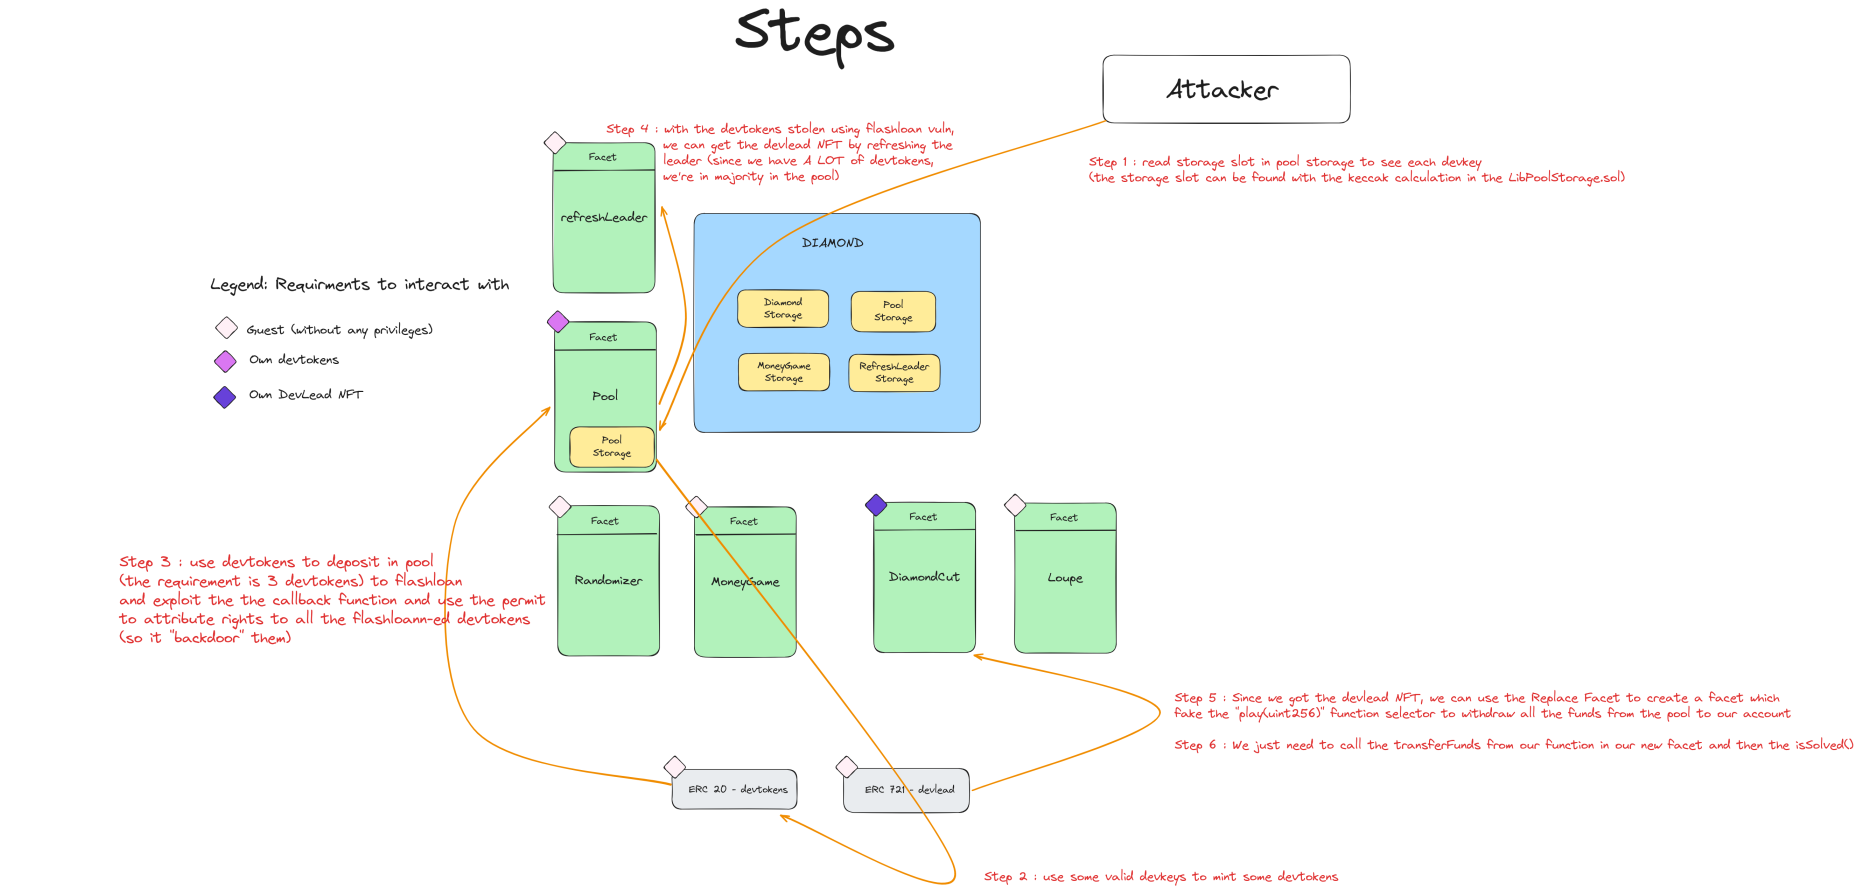 Steps
Attacker
Step 4 : with the devtokens stolen using flashloan vuln,
we can get the devlead NFT by refreshing the
leader (since we have A LOT of devtokens,
we're in majority in the pool)
Step 1 : read storage slot in pool storage to see each devkey
(the storage slot can be found with the keccak calculation in the LibPoolStorage.sol)
Facet
refreshLeader
DIAMOND
Diamond
Storage
Pool
Storage
MoneyGame
Storage
RefreshLeader
Storage
Legend: Requirments to interact with
Guest (without any privileges)
Own devtokens
Own DevLead NFT
Facet
Pool
Pool
Storage
Facet
Randomizer
Facet
MoneyGame
Facet
DiamondCut
Facet
Loupe
Step 3 : use devtokens to deposit in pool
(the requirement is 3 devtokens) to flashloan
and exploit the the callback function and use the permit
to attribute rights to all the flashloann-ed devtokens
(so it "backdoor" them)
Step 5 : Since we got the devlead NFT, we can use the Replace Facet to create a facet which
fake the "play(uint256)" function selector to withdraw all the funds from the pool to our account
Step 6 : We just need to call the transferFunds from our function in our new facet and then the isSolved()
ERC 20 - devtokens
ERC 721 - devlead
Step 2 : use some valid devkeys to mint some devtokens